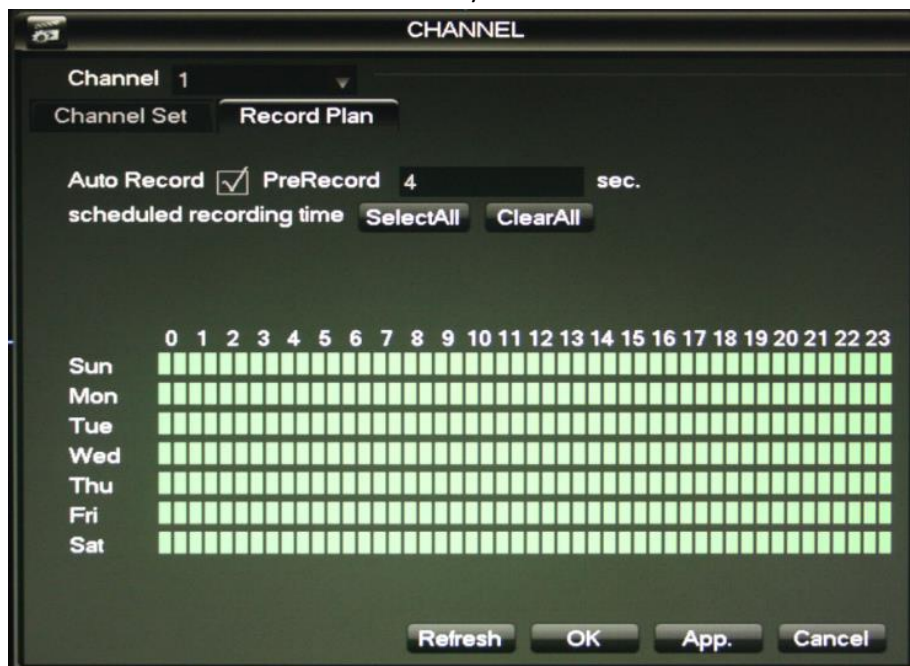 CHANNEL
Channel 1
Channel Set Record Plan
Auto Record PreRecord 4 sec.
scheduled recording time SelectAll ClearAll
0 1 2 3 4 5 6 7 8 9 10 11 12 13 14 15 16 17 18 19 20 21 22 23
Sun
Mon
Tue
Wed
Thu
Fri
Sat
Refresh OK App. Cancel